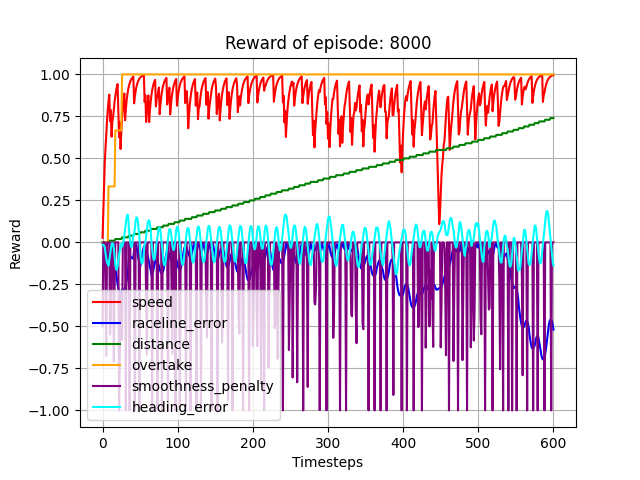 Reward of episode: 8000
Reward
1.00
0.75
0.50
0.25
0.00
−0.25
−0.50
−0.75
−1.00
speed
raceline_error
distance
overtake
smoothness_penalty
heading_error
0 100 200 300 400 500 600
Timesteps